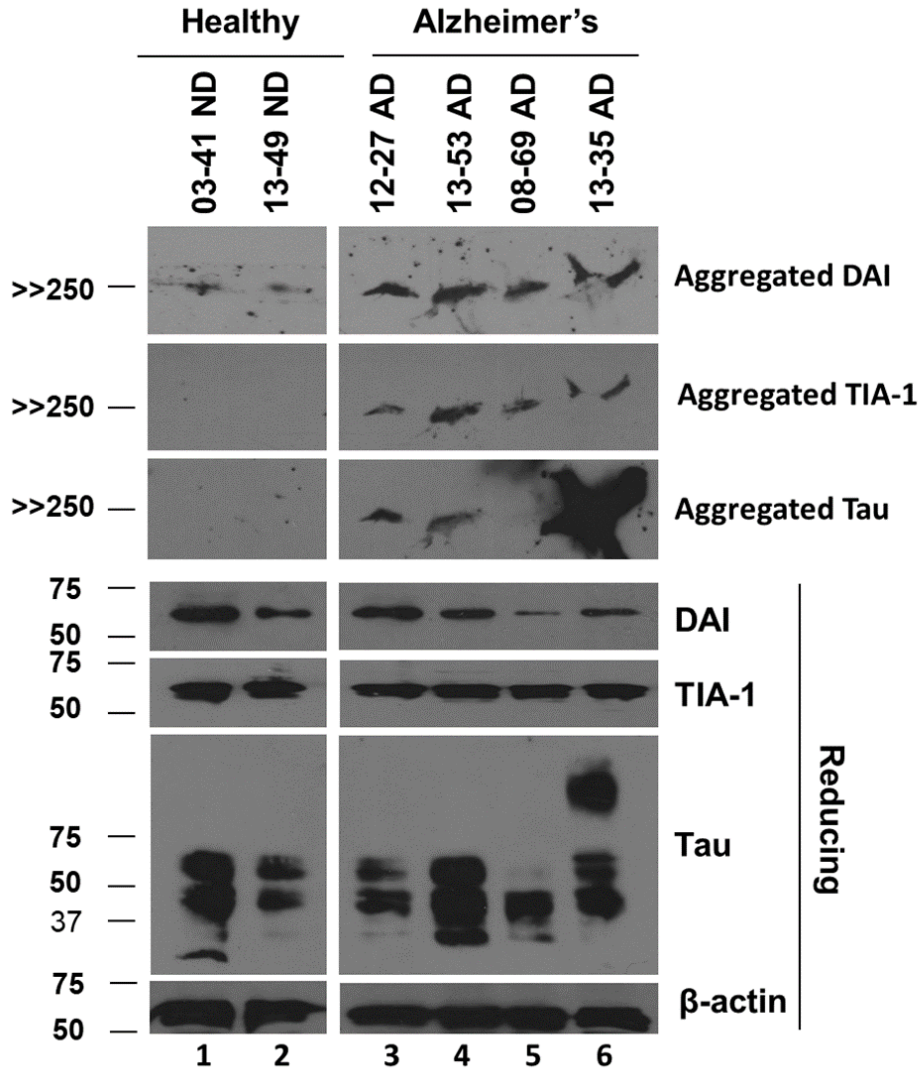 Healthy Alzheimer's
03-41 ND 13-49 ND 12-27 AD 13-53 AD 08-69 AD 13-35 AD
>>250 Aggregated DAI
>>250 Aggregated TIA-1
>>250 Aggregated Tau
75
50 DAI
75
50 TIA-1
75
50
37 Tau
Reducing
75
50 β-actin
1 2 3 4 5 6